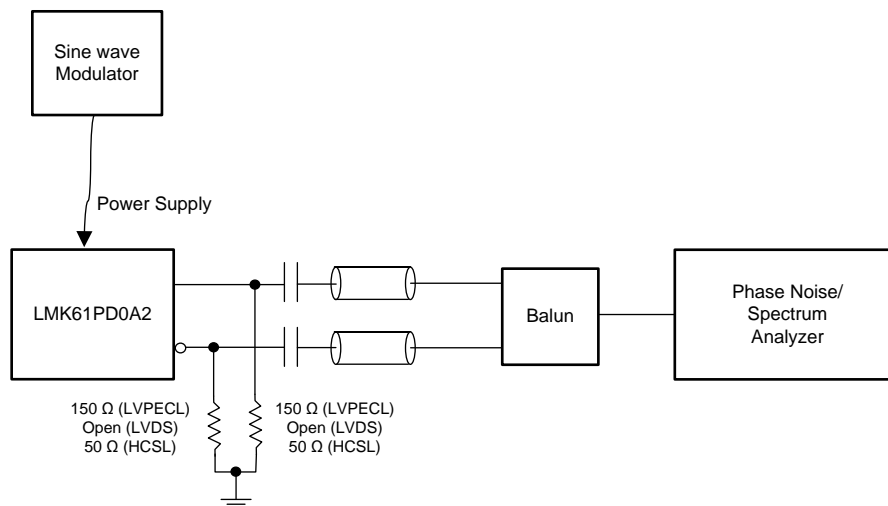 Sine wave
Modulator
Power Supply
LMK61PD0A2
Balun
Phase Noise/
Spectrum
Analyzer
150 Ω (LVPECL)
Open (LVDS)
50 Ω (HCSL)
150 Ω (LVPECL)
Open (LVDS)
50 Ω (HCSL)